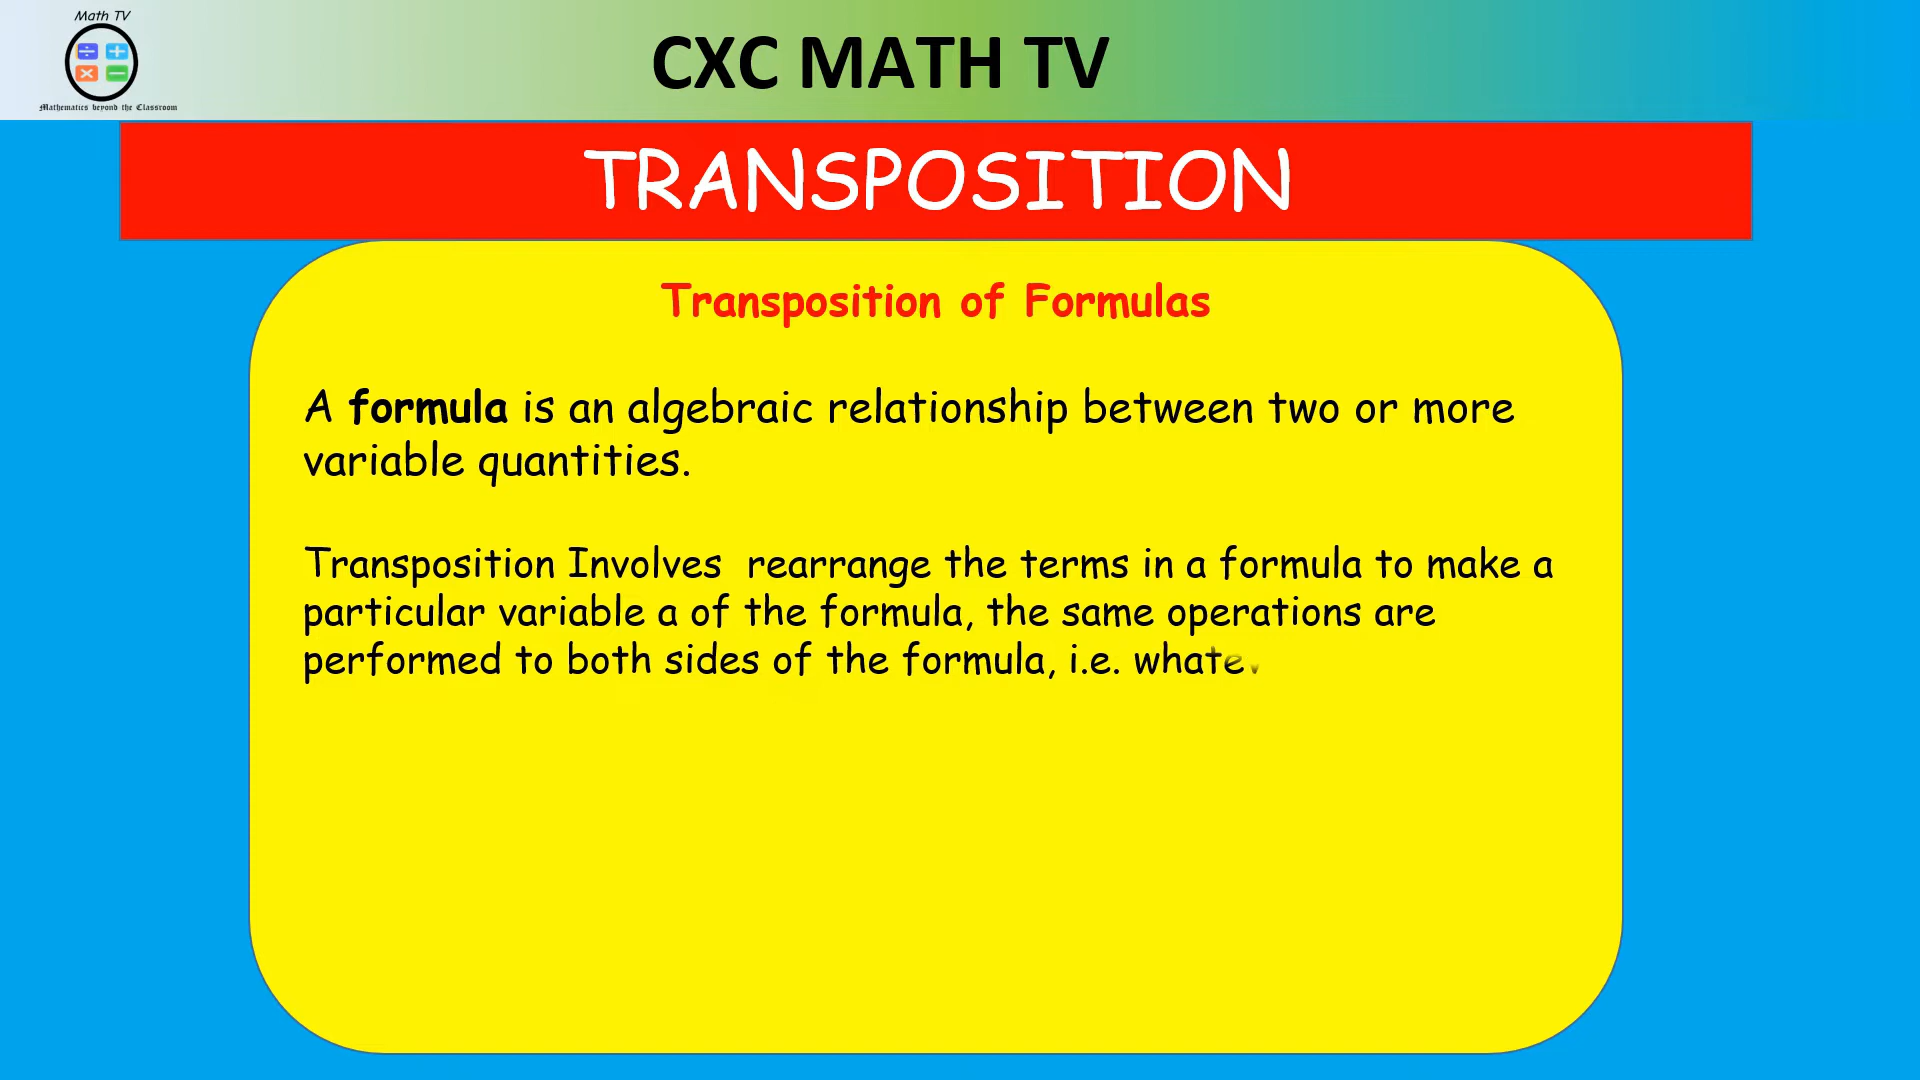 Math TV
Mathematics beyond the Classroom
CXC MATH TV
TRANSPOSITION
Transposition of Formulas
A formula is an algebraic relationship between two or more
variable quantities.
Transposition Involves rearrange the terms in a formula to make a
particular variable a of the formula, the same operations are
performed to both sides of the formula, i.e.